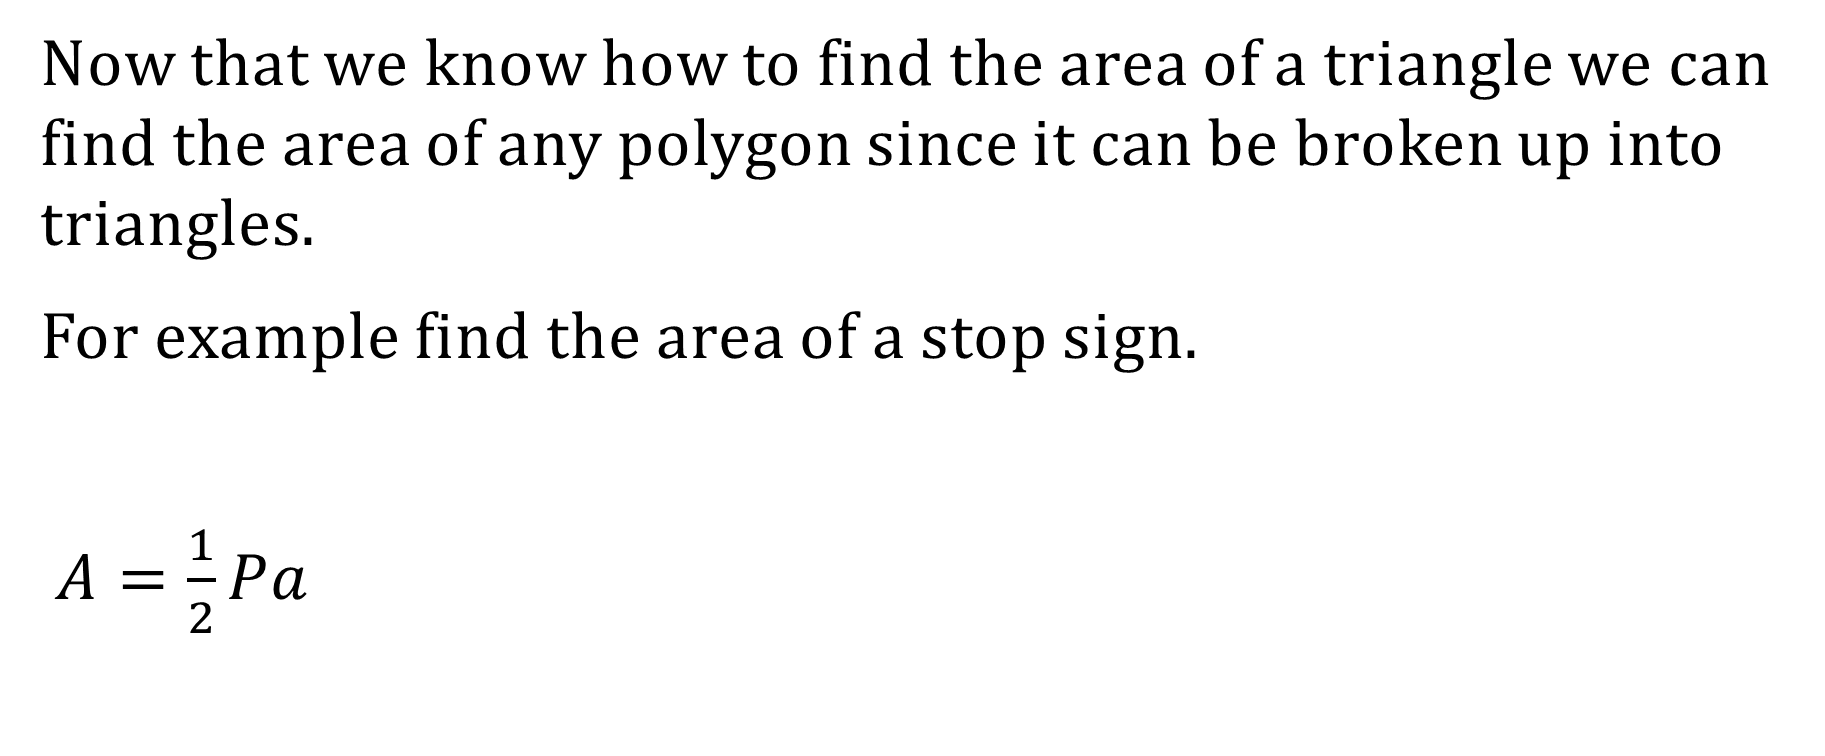 Now that we know how to find the area of a triangle we can
find the area of any polygon since it can be broken up into
triangles.
For example find the area of a stop sign.
A = 1/2 Pa